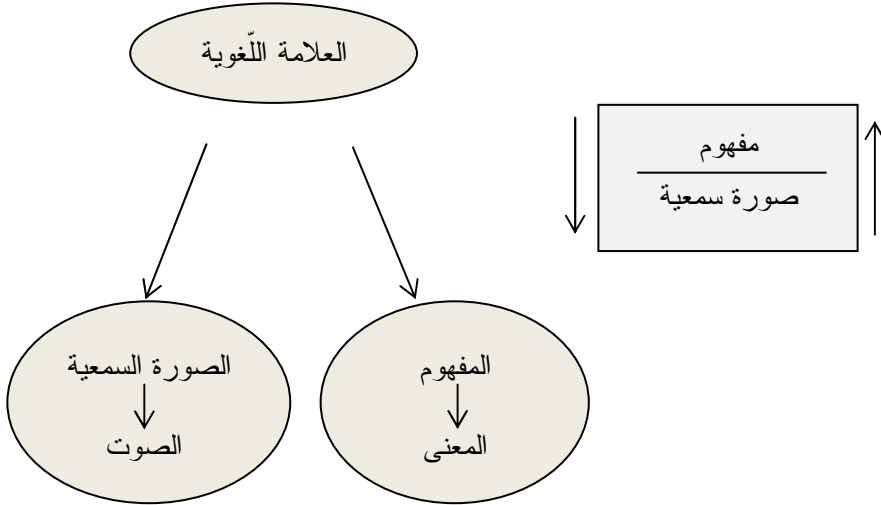 العلامة اللّغوية
مفهوم
صورة سمعية
المفهوم
المعنى
الصورة السمعية
الصوت